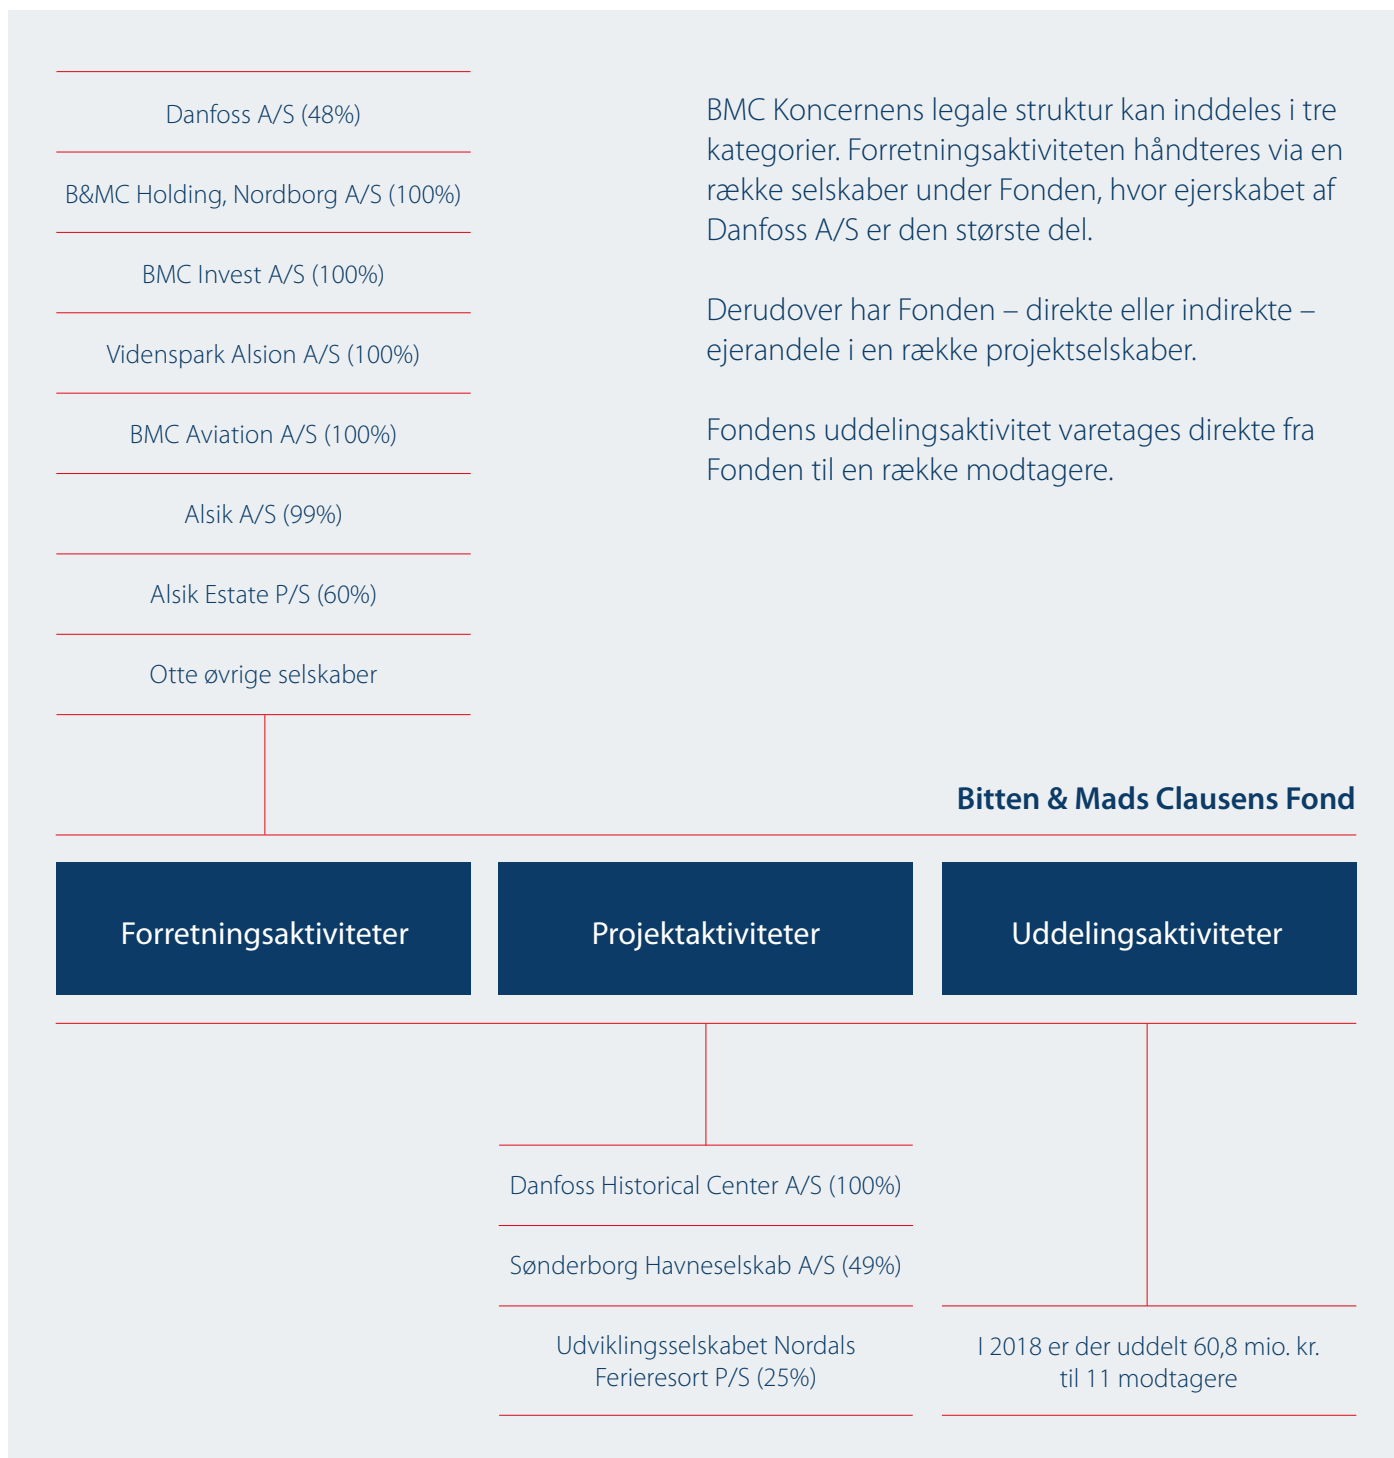 Danfoss A/S (48%)
B&MC Holding, Nordborg A/S (100%)
BMC Invest A/S (100%)
Videnspark Alsion A/S (100%)
BMC Aviation A/S (100%)
Alsik A/S (99%)
Alsik Estate P/S (60%)
Otte øvrige selskaber
BMC Koncernens legale struktur kan inddeles i tre
kategorier. Forretningsaktiviteten håndteres via en
række selskaber under Fonden, hvor ejerskabet af
Danfoss A/S er den største del.
Derudover har Fonden – direkte eller indirekte –
ejerandele i en række projektselskaber.
Fondens uddelingsaktivitet varetages direkte fra
Fonden til en række modtagere.
Bitten & Mads Clausens Fond
Forretningsaktiviteter
Projektaktiviteter
Uddelingsaktiviteter
Danfoss Historical Center A/S (100%)
Sønderborg Havneselskab A/S (49%)
Udviklingsselskabet Nordals
Ferieresort P/S (25%)
I 2018 er der uddelt 60,8 mio. kr.
til 11 modtagere